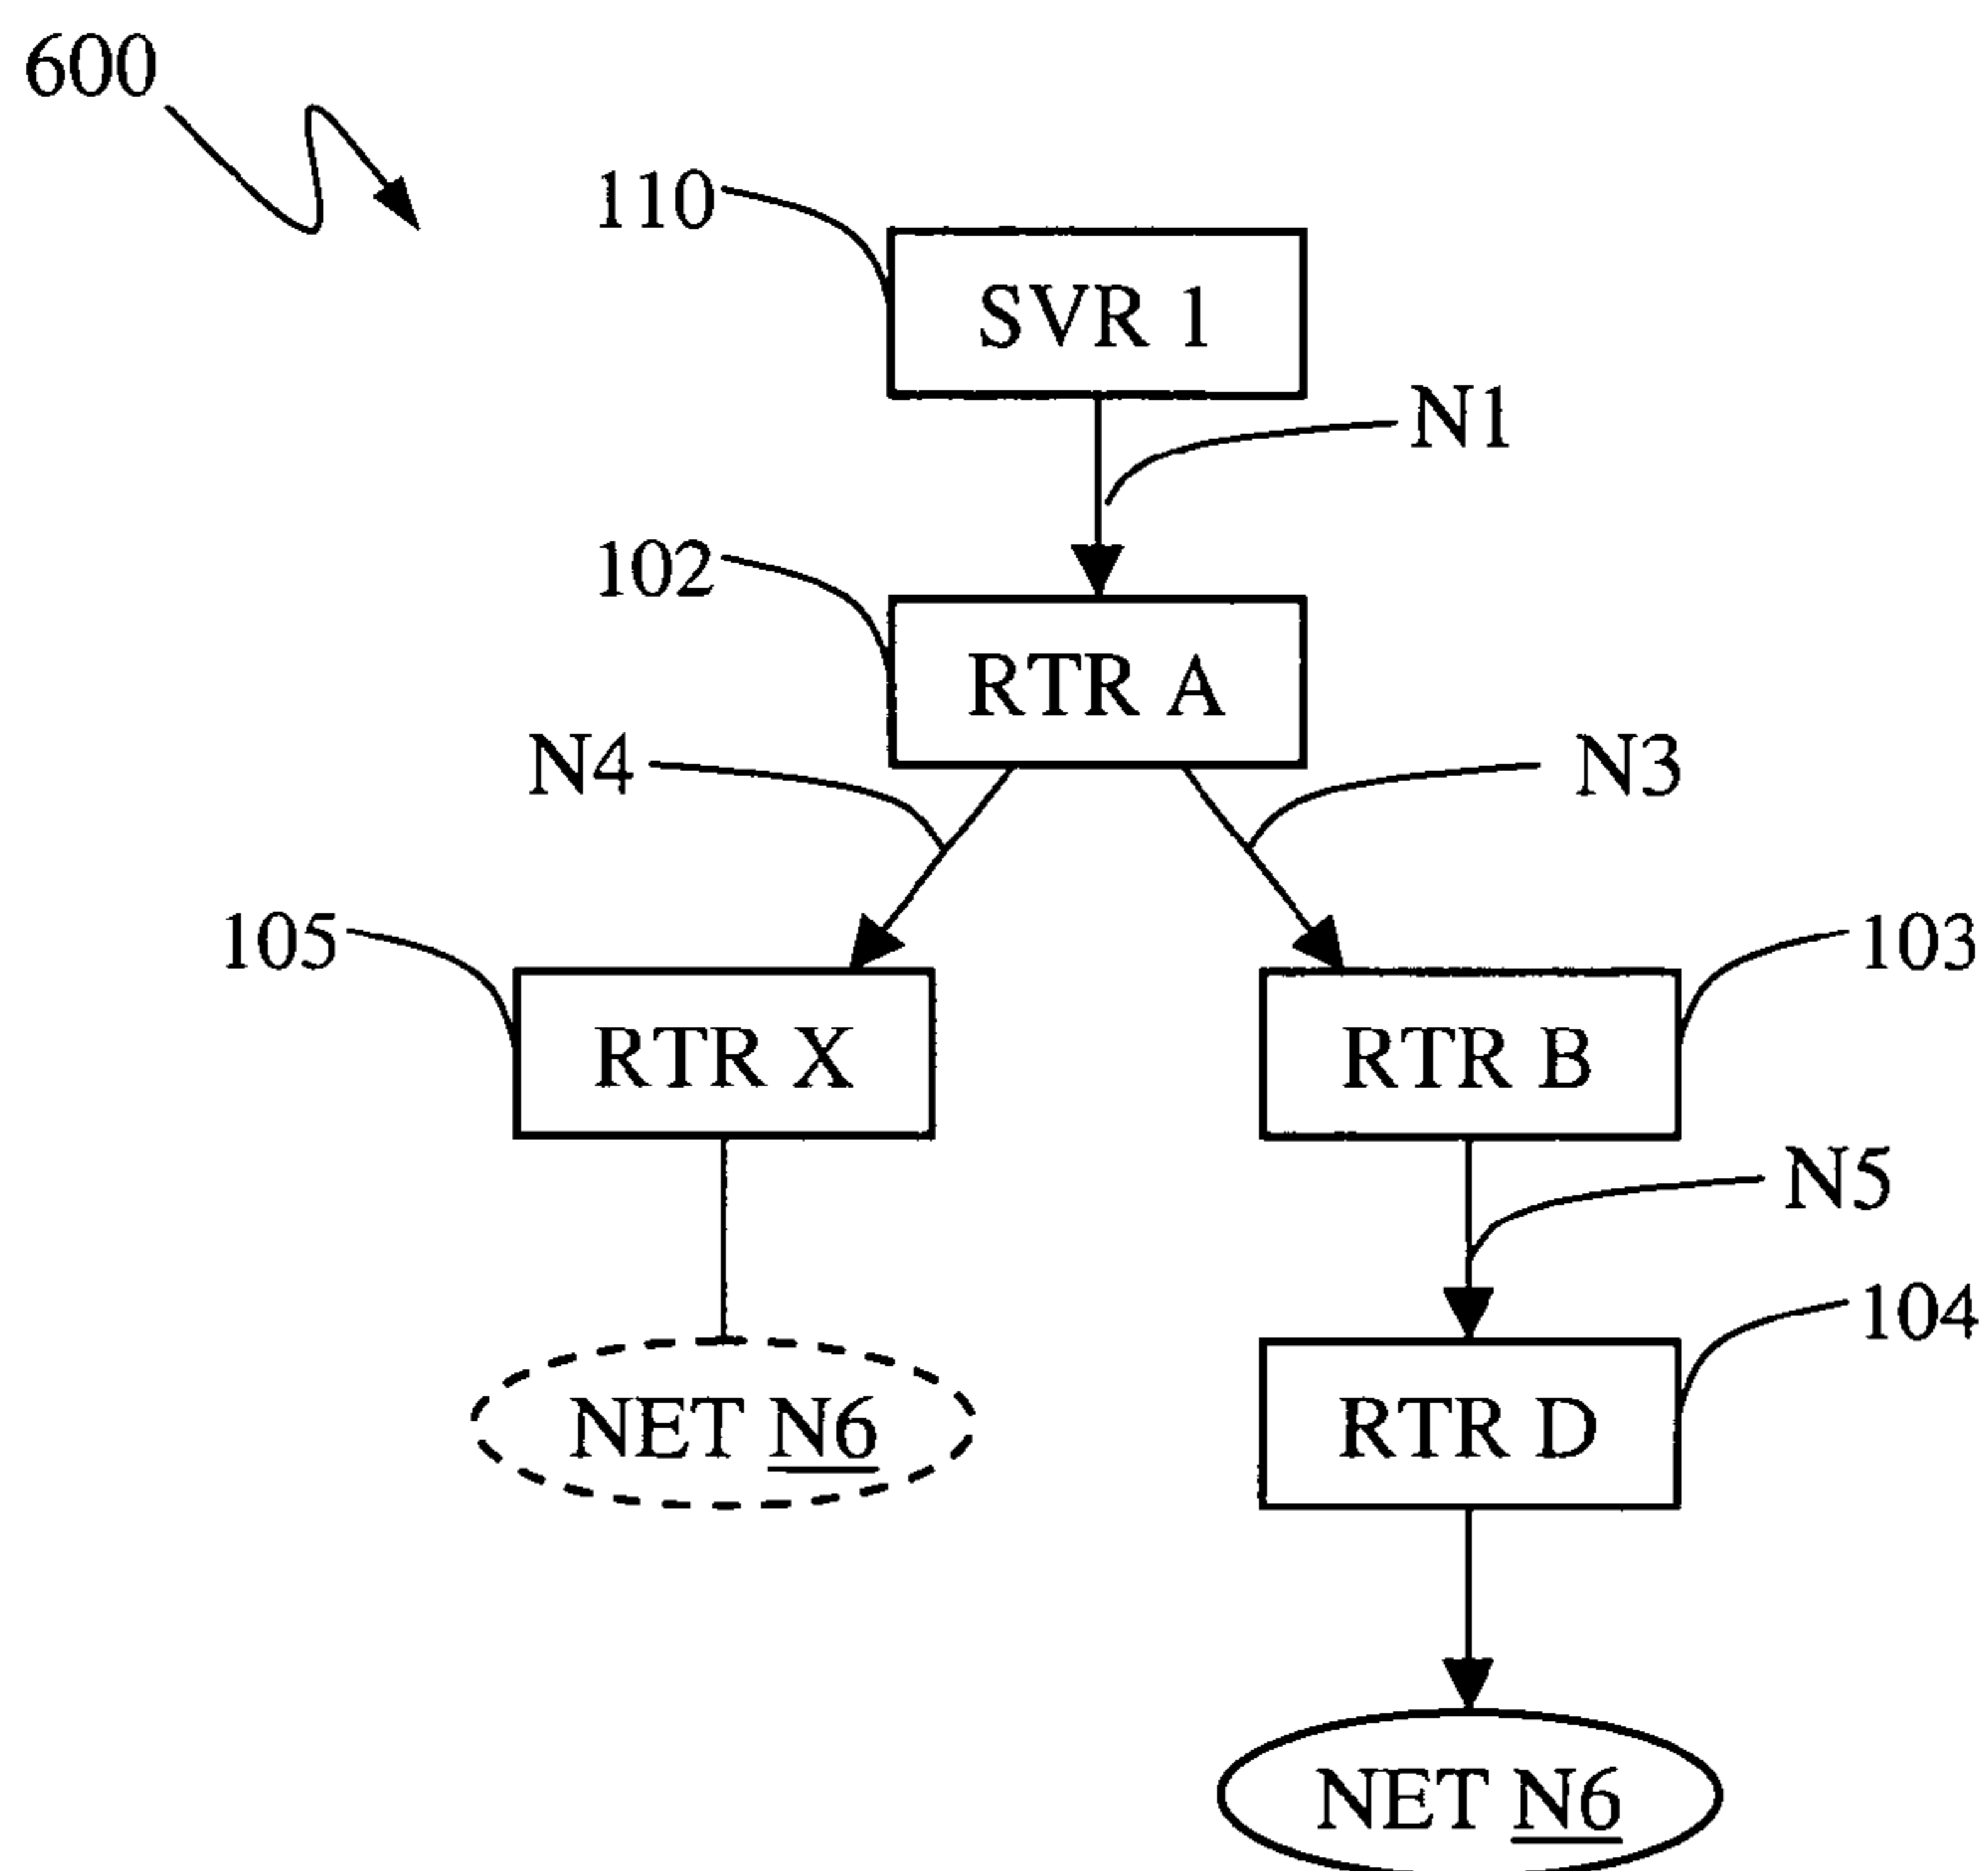 600
110
SVR 1
N1
102
RTR A
N4
N3
105
RTR X
RTR B
103
N5
104
NET N6
RTR D
NET N6